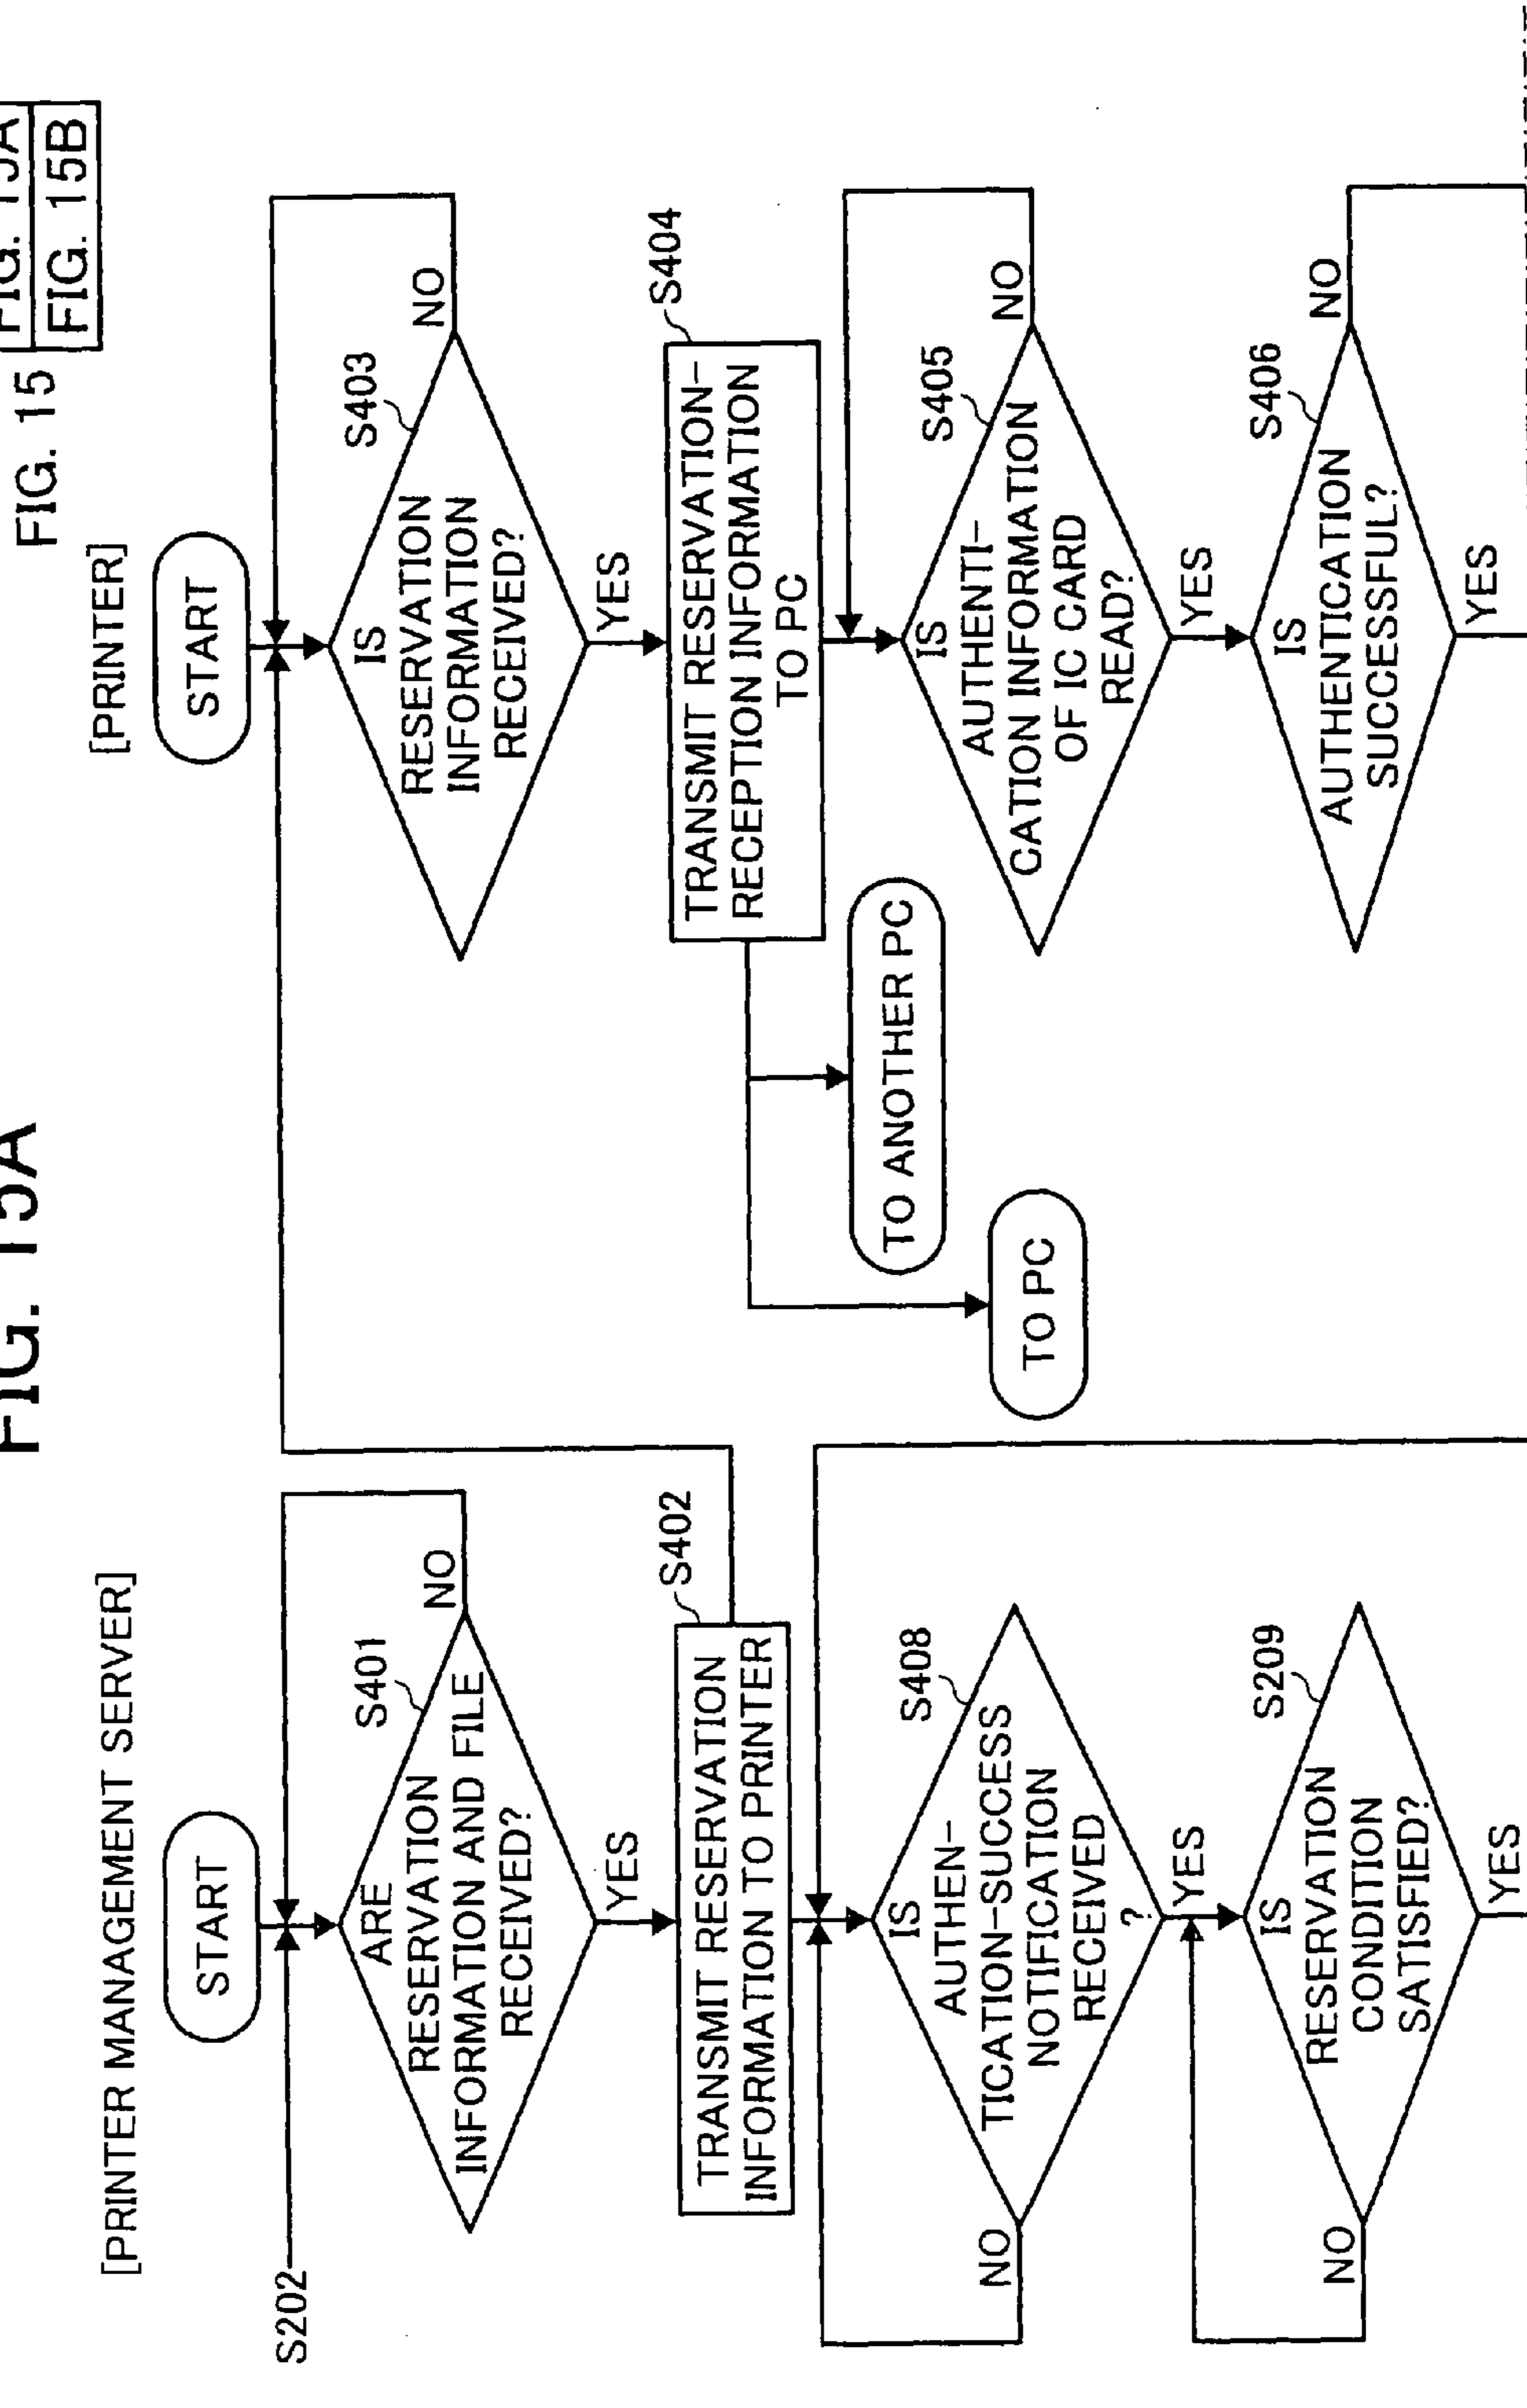 FIG. 15A
FIG. 15
FIG. 15A
FIG. 15B
[PRINTER MANAGEMENT SERVER]
START
S202
S401
ARE
RESERVATION
INFORMATION AND FILE
RECEIVED?
NO
YES
S402
TRANSMIT RESERVATION
INFORMATION TO PRINTER
S408
IS
AUTHEN-
TICATION-SUCCESS
NOTIFICATION
RECEIVED
?
NO
YES
S209
IS
RESERVATION
CONDITION
SATISFIED?
NO
YES
[PRINTER]
START
S403
IS
RESERVATION
INFORMATION
RECEIVED?
NO
YES
S404
TRANSMIT RESERVATION-
RECEPTION INFORMATION
TO PC
TO ANOTHER PC
TO PC
S405
IS
AUTHENTI-
CATION INFORMATION
OF IC CARD
READ?
NO
YES
S406
IS
AUTHENTICATION
SUCCESSFUL?
NO
YES